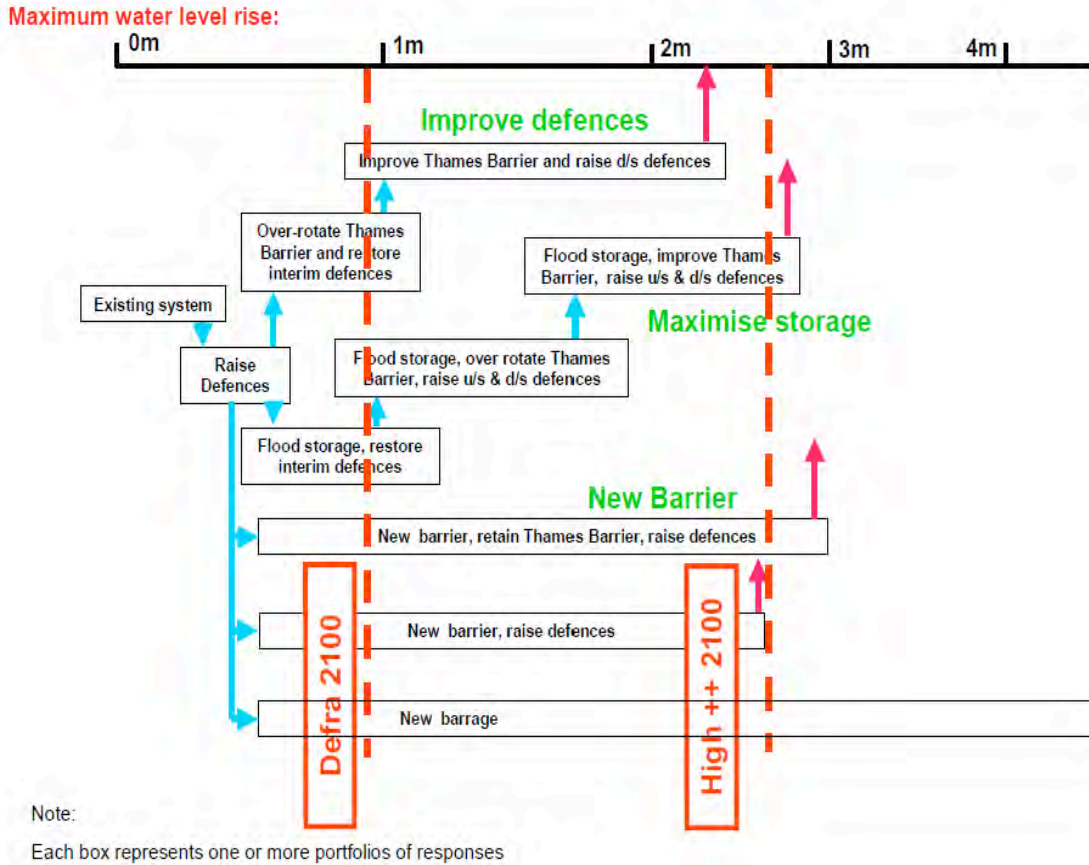 Maximum water level rise:
0m
1m
2m
3m
4m
Improve defences
Improve Thames Barrier and raise d/s defences
Over-rotate Thames
Barrier and restore
interim defences
Flood storage, improve Thames
Barrier, raise u/s & d/s defences
Existing system
Maximise storage
Raise
Defences
Flood storage, over rotate Thames
Barrier, raise u/s & d/s defences
Flood storage, restore
interim defences
New Barrier
New barrier, retain Thames Barrier, raise defences
New barrier, raise defences
New barrage
Defra 2100
High ++ 2100
Note:
Each box represents one or more portfolios of responses